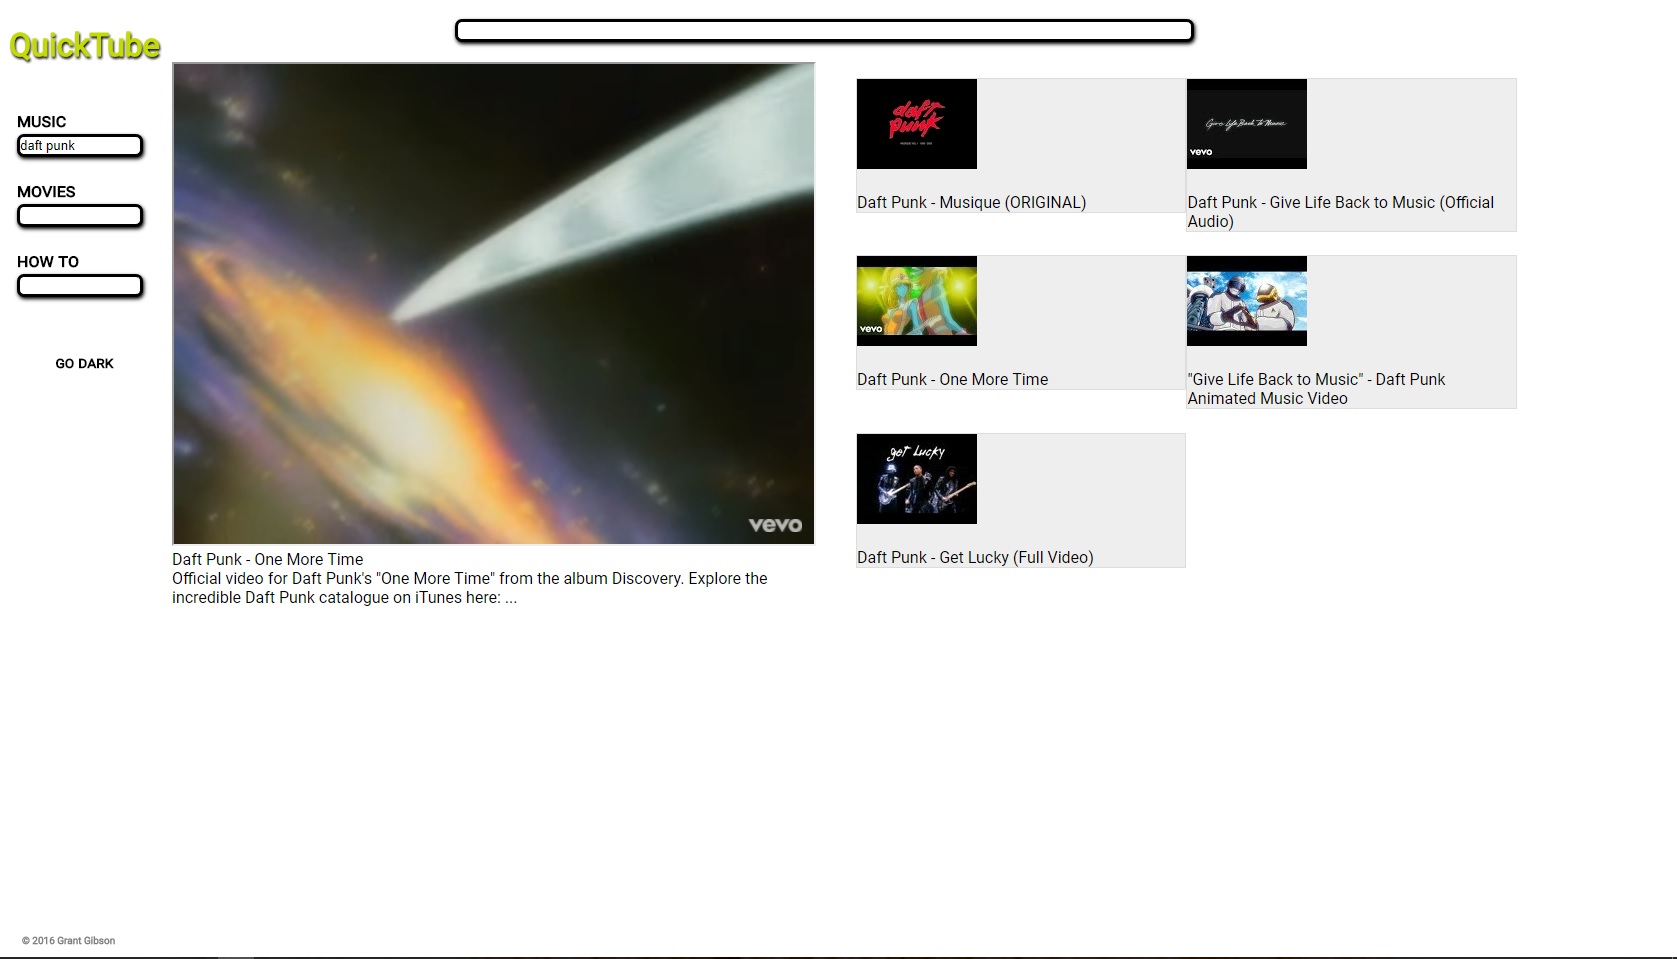 QuickTube
MUSIC
daft punk
MOVIES
HOW TO
GO DARK
vevo
Daft Punk - One More Time
Official video for Daft Punk's "One More Time" from the album Discovery. Explore the
incredible Daft Punk catalogue on iTunes here: ...
daft
punk
Daft Punk - Musique (ORIGINAL)
Give Life Back to Music
vevo
Daft Punk - Give Life Back to Music (Official
Audio)
vevo
Daft Punk - One More Time
"Give Life Back to Music" - Daft Punk
Animated Music Video
get Lucky
Daft Punk - Get Lucky (Full Video)
© 2016 Grant Gibson